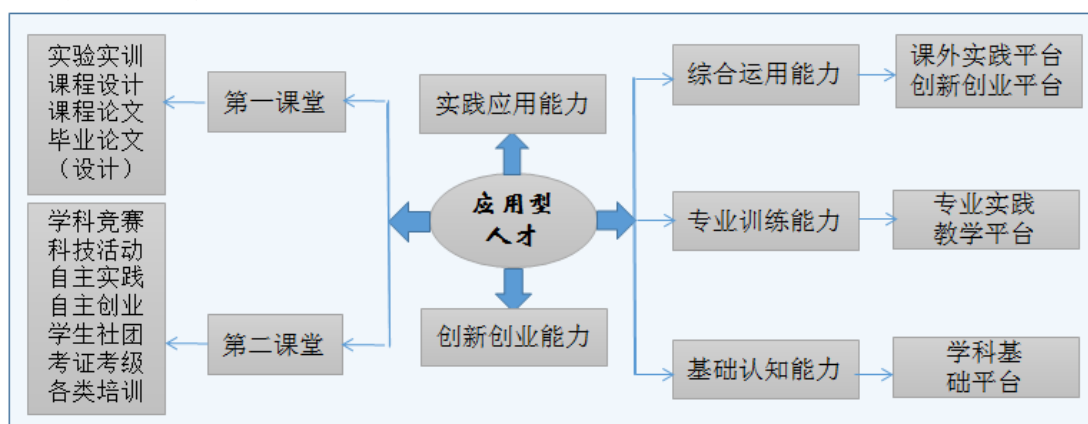 实验实训
课程设计
课程论文
毕业论文
（设计）
第一课堂
学科竞赛
科技活动
自主实践
自主创业
学生社团
考证考级
各类培训
第二课堂
实践应用能力
应用型
人才
创新创业能力
综合运用能力
课外实践平台
创新创业平台
专业训练能力
专业实践
教学平台
基础认知能力
学科基
础平台